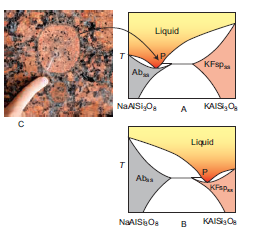 Liquid
T
P
Ab_ss
KFsp_ss
NaAlSi₃O₈ A KAlSi₃O₈
C
Liquid
T
P
Ab_ss
KFsp_ss
NaAlSi₃O₈ B KAlSi₃O₈